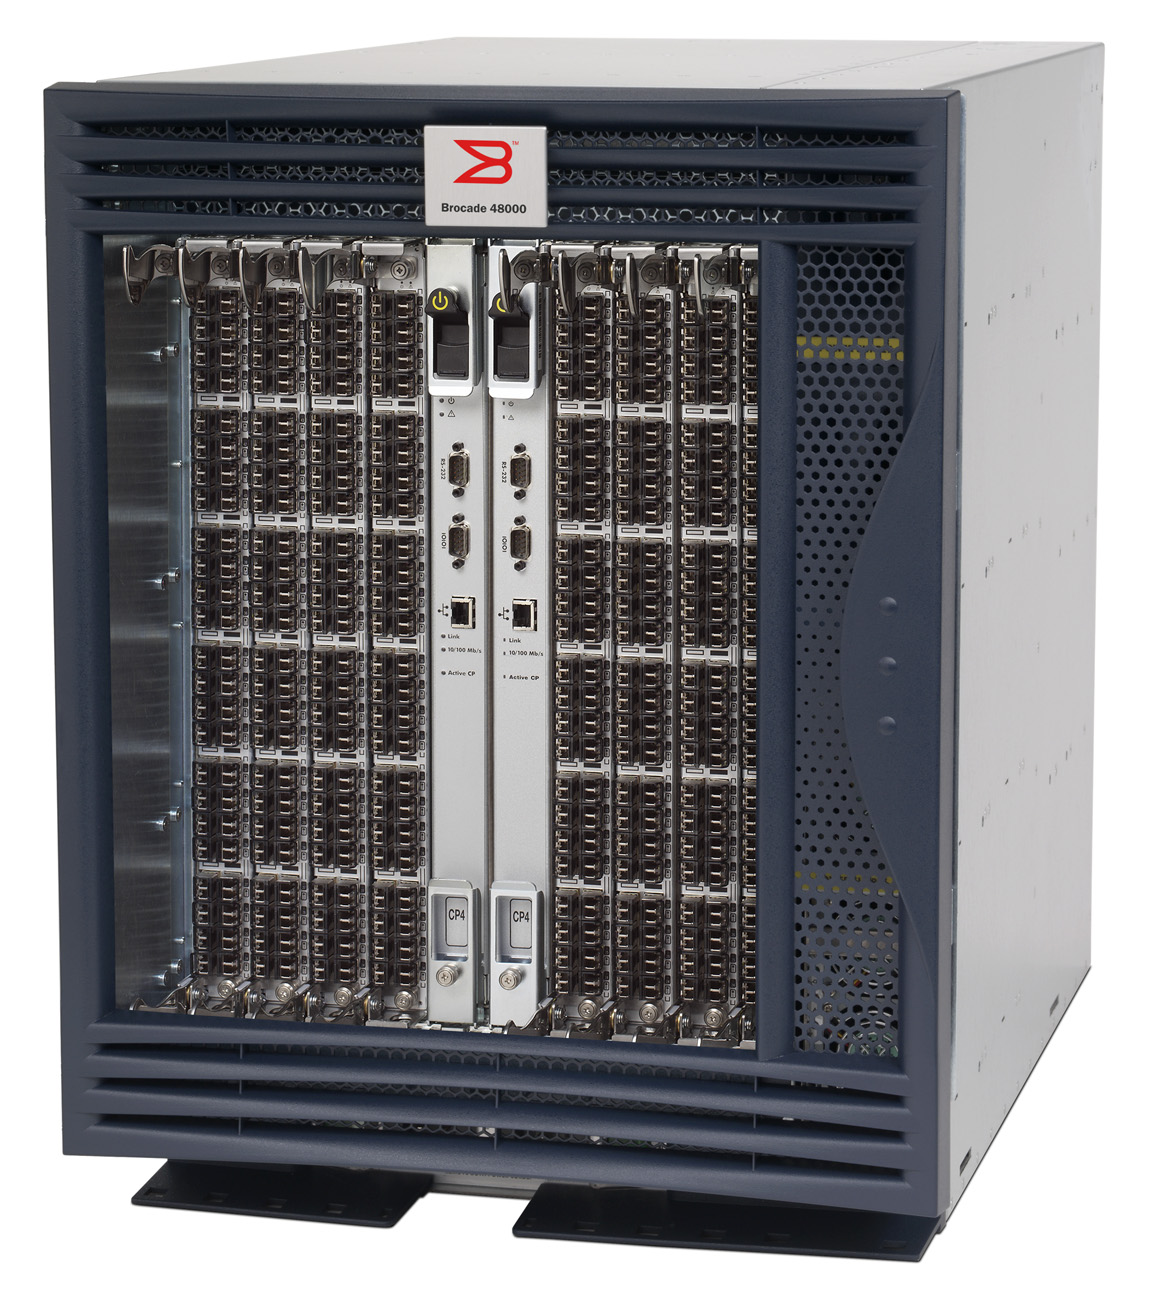 TM
Brocade 48000
RS-232
IOIOI
Link
10/100 Mb/s
Active CP
CP4
RS-232
IOIOI
Link
10/100 Mb/s
Active CP
CP4